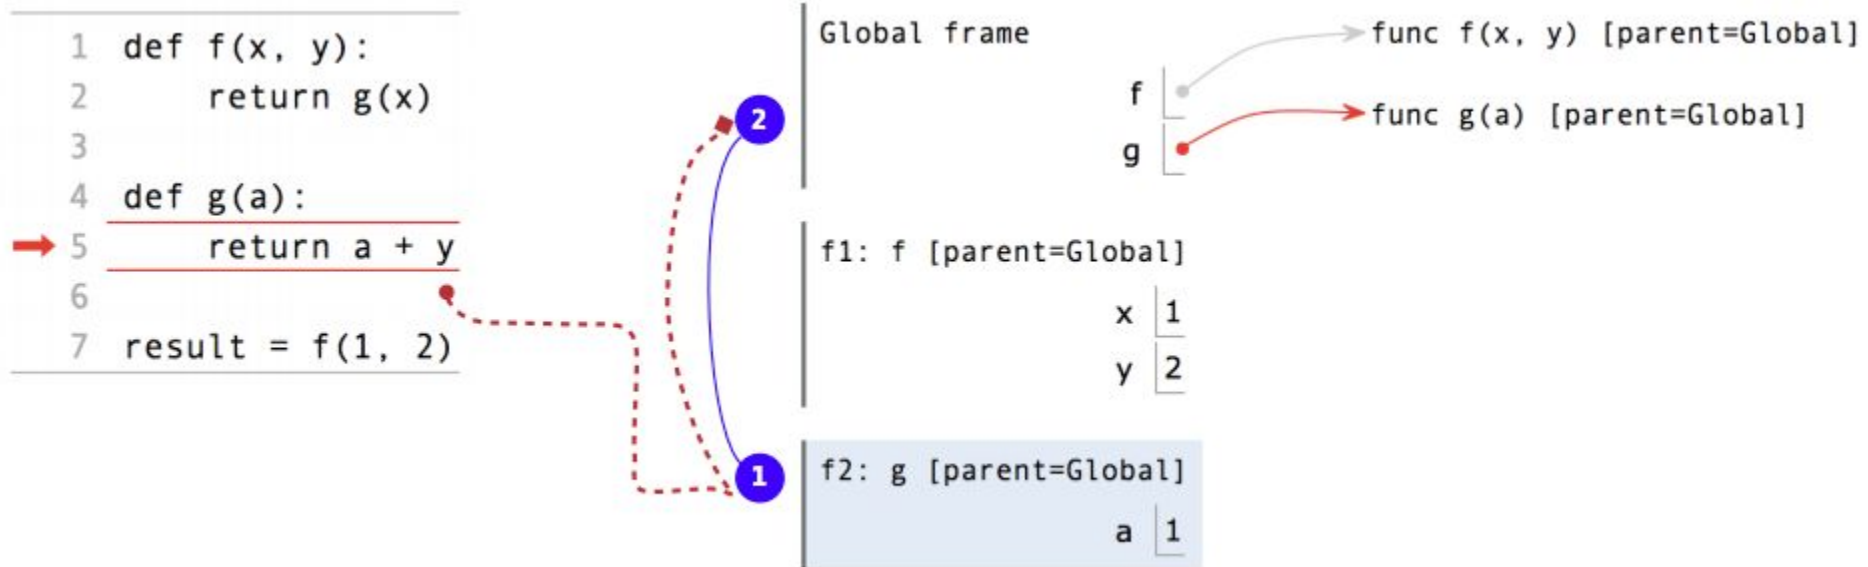 1 def f(x, y):
2     return g(x)
3
4 def g(a):
5     return a + y
6
7 result = f(1, 2)
2
1
Global frame
f
g
func f(x, y) [parent=Global]
func g(a) [parent=Global]
f1: f [parent=Global]
x 1
y 2
f2: g [parent=Global]
a 1